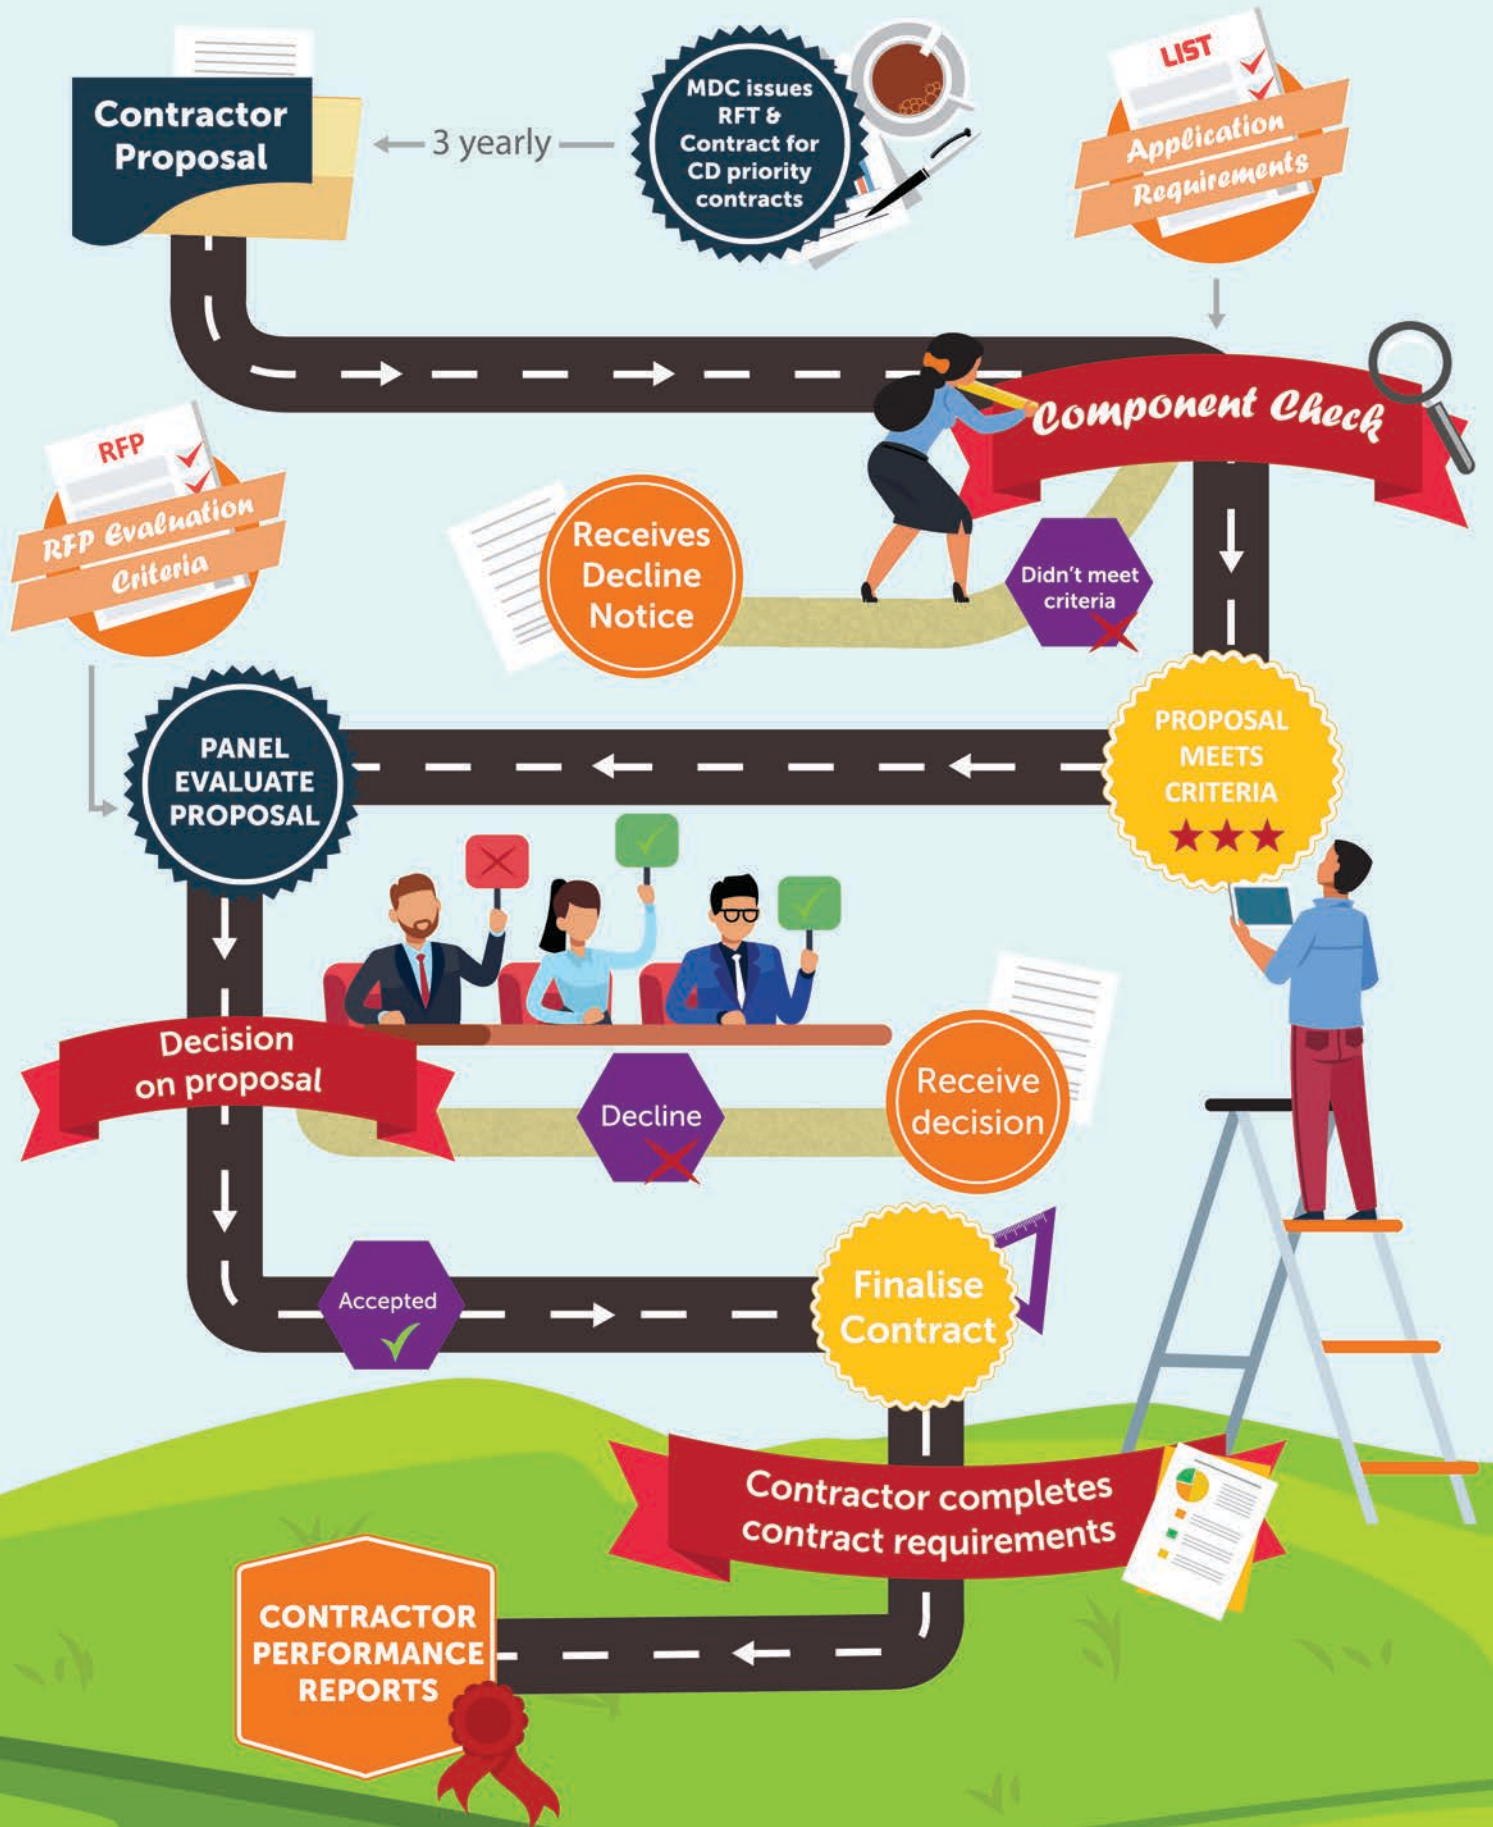 Contractor
Proposal
3 yearly
MDC issues
RFT &
Contract for
CD priority
contracts
LIST
Application
Requirements
Component Check
RFP
RFP Evaluation
Criteria
Receives
Decline
Notice
Didn't meet
criteria
PROPOSAL
MEETS
CRITERIA
PANEL
EVALUATE
PROPOSAL
Decision
on proposal
Decline
Receive
decision
Accepted
Finalise
Contract
Contractor completes
contract requirements
CONTRACTOR
PERFORMANCE
REPORTS